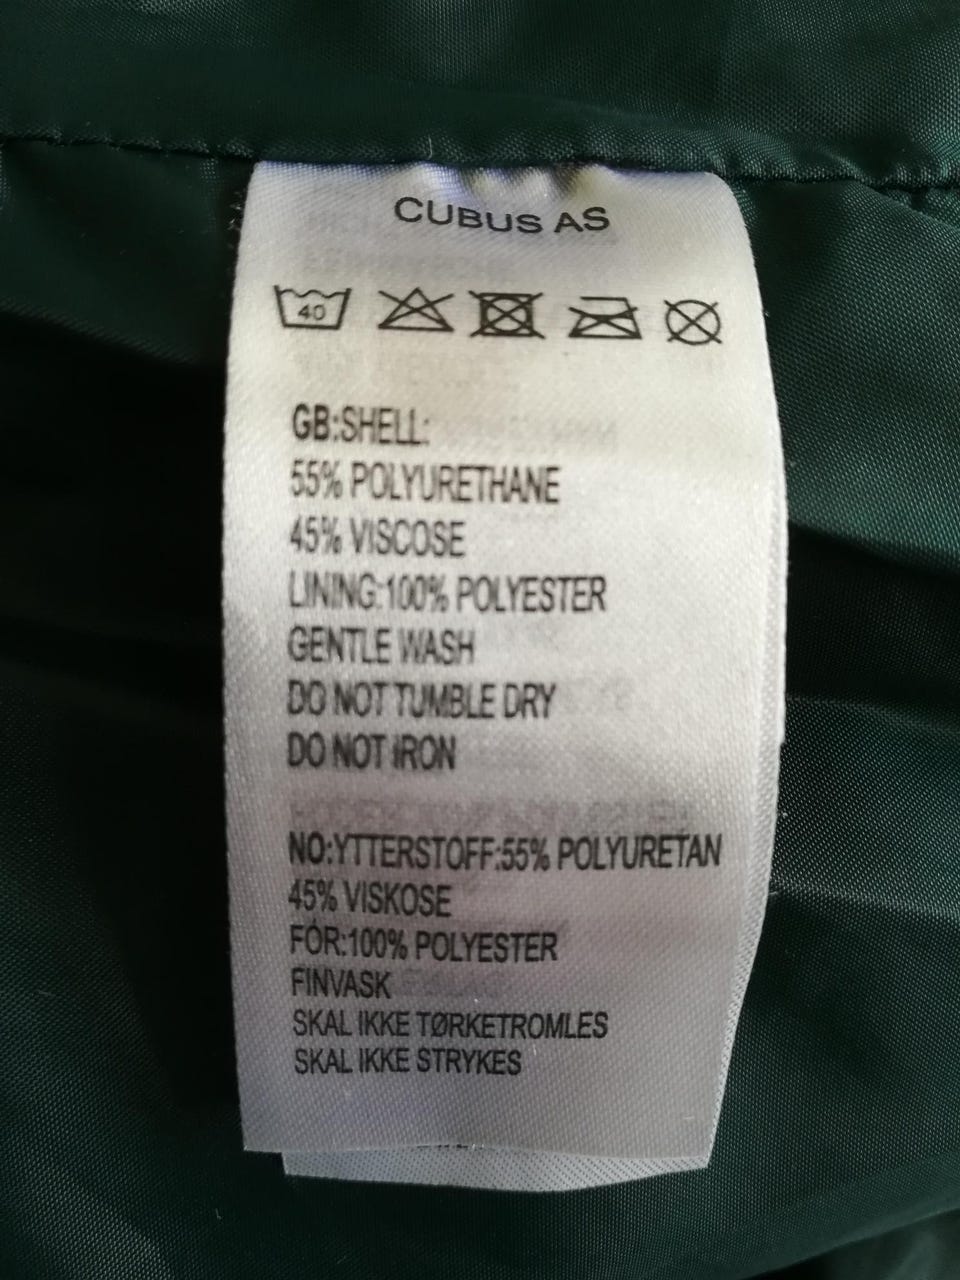 CUBUS AS
40
GB:SHELL:
55% POLYURETHANE
45% VISCOSE
LINING:100% POLYESTER
GENTLE WASH
DO NOT TUMBLE DRY
DO NOT IRON
NO:YTTERSTOFF:55% POLYURETAN
45% VISKOSE
FÓR:100% POLYESTER
FINVASK
SKAL IKKE TØRKETROMLES
SKAL IKKE STRYKES